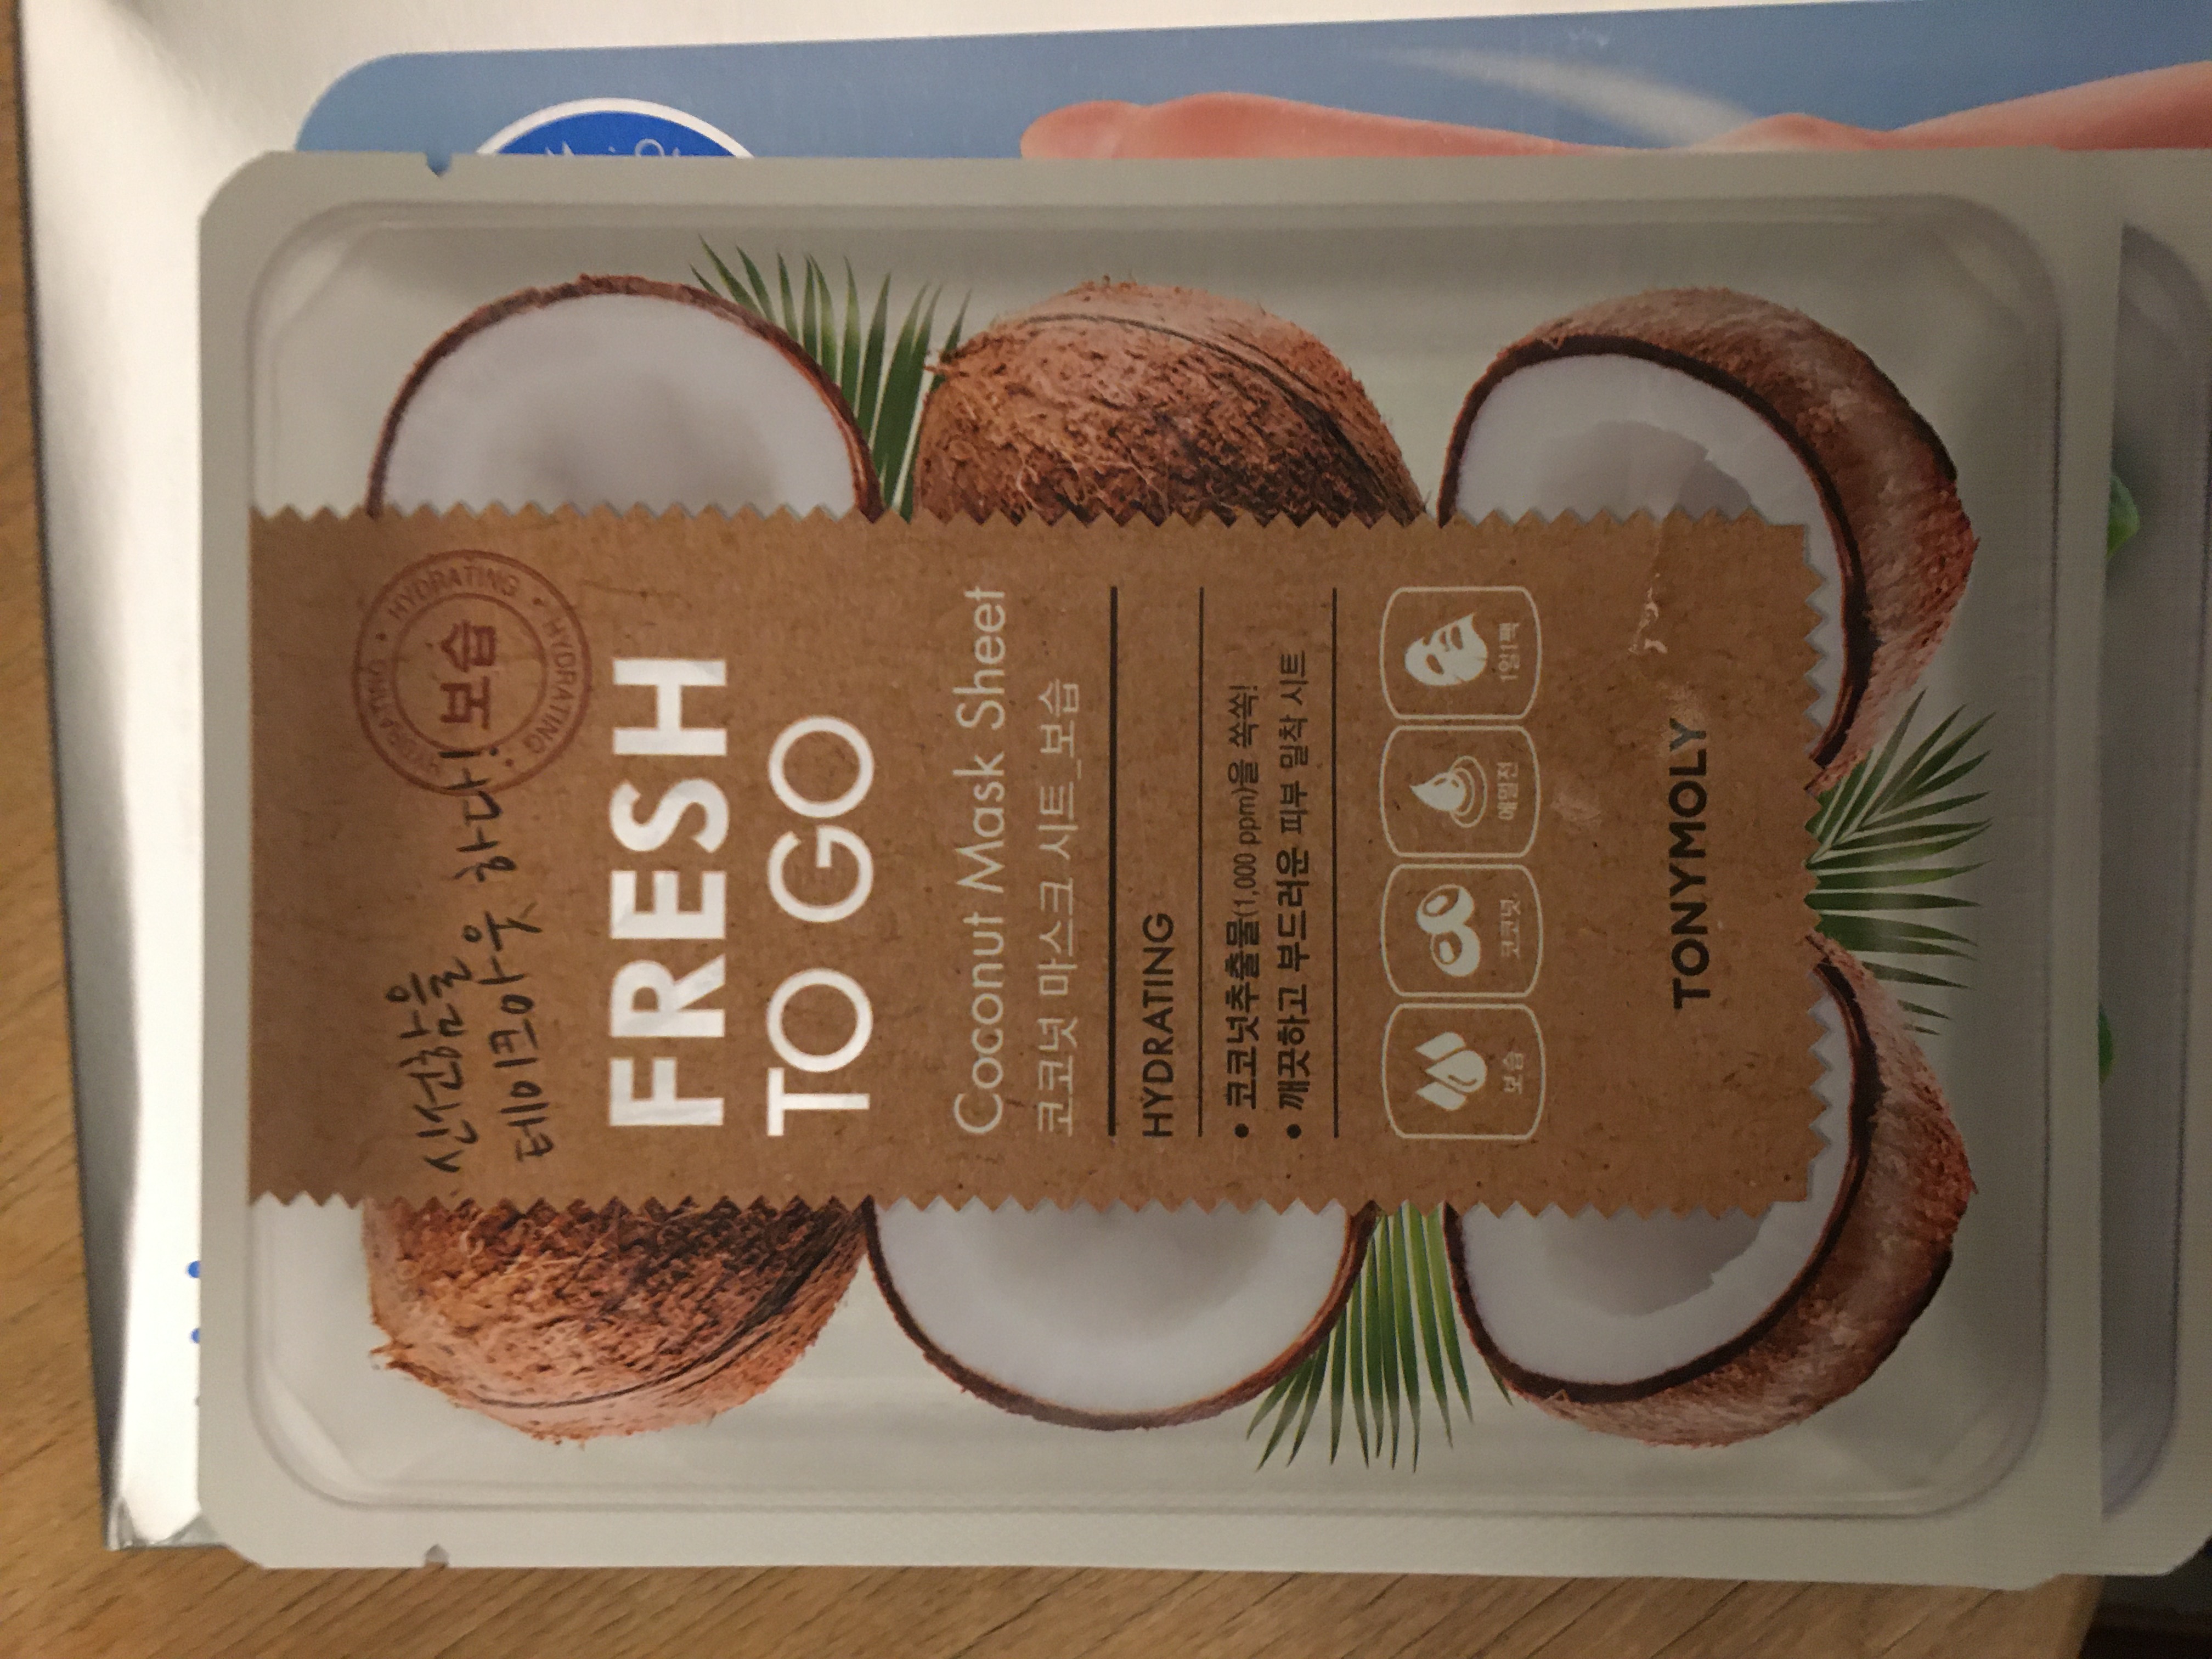 신선함을
테이크아웃 하다!
HYDRATING • HYDRATING • HYDRATING • HYDRATING
보습
FRESH
TO GO
Coconut Mask Sheet
코코넛 마스크 시트_보습
HYDRATING
• 코코넛추출물(1,000 ppm)을 쏙쏙!
• 깨끗하고 부드러운 피부 밀착 시트
보습
코코넛
에멀전
1일1팩
TONYMOLY